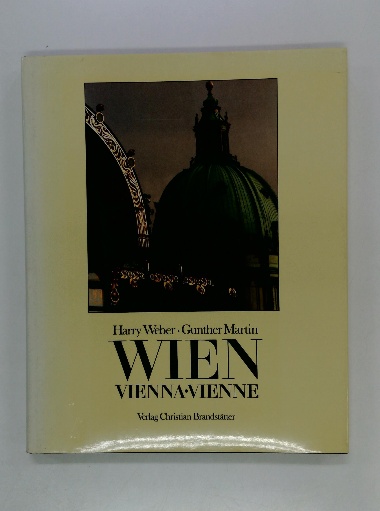 Harry Weber · Gunther Martin
WIEN
VIENNA·VIENNE
Verlag Christian Brandstätter